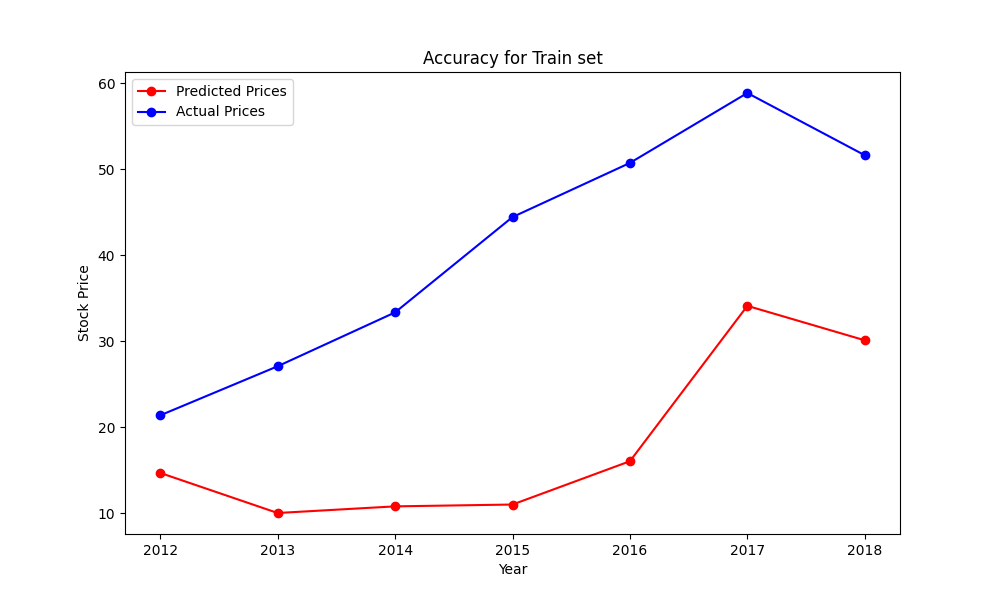 Accuracy for Train set
Predicted Prices
Actual Prices
60
50
40
30
20
10
Stock Price
2012 2013 2014 2015 2016 2017 2018
Year